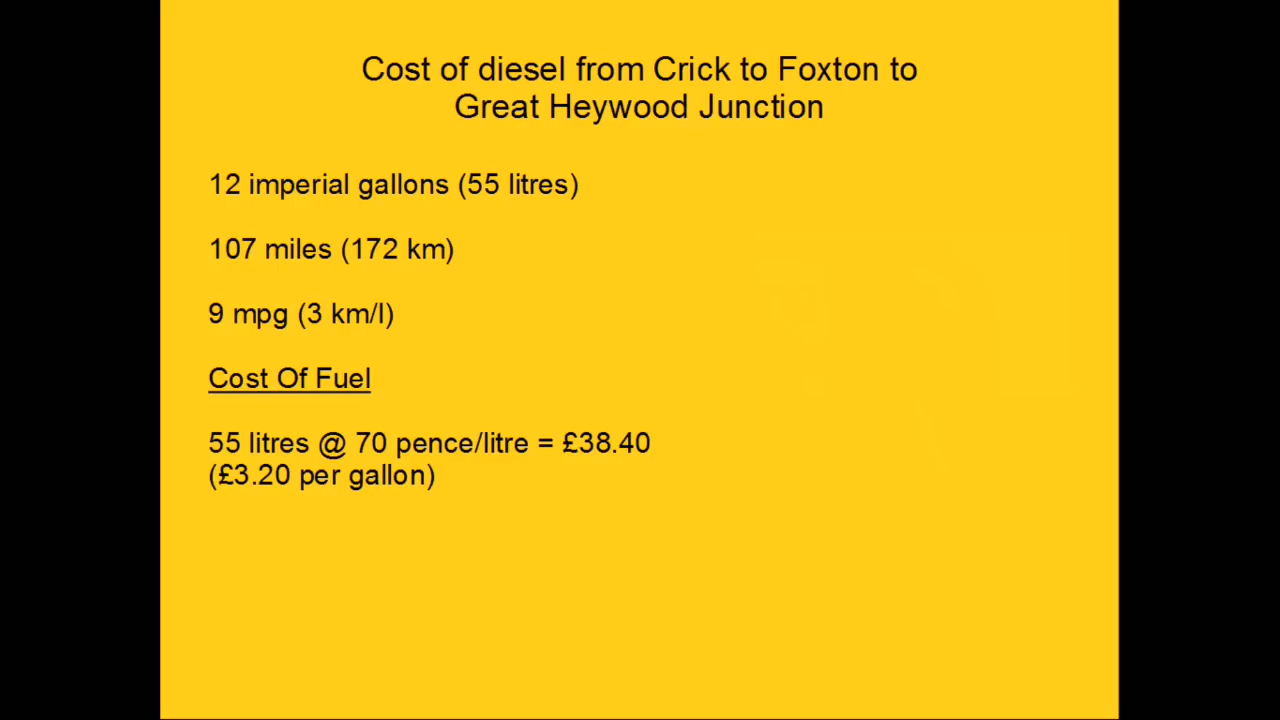 Cost of diesel from Crick to Foxton to
Great Heywood Junction
12 imperial gallons (55 litres)
107 miles (172 km)
9 mpg (3 km/l)
Cost Of Fuel
55 litres @ 70 pence/litre = £38.40
(£3.20 per gallon)